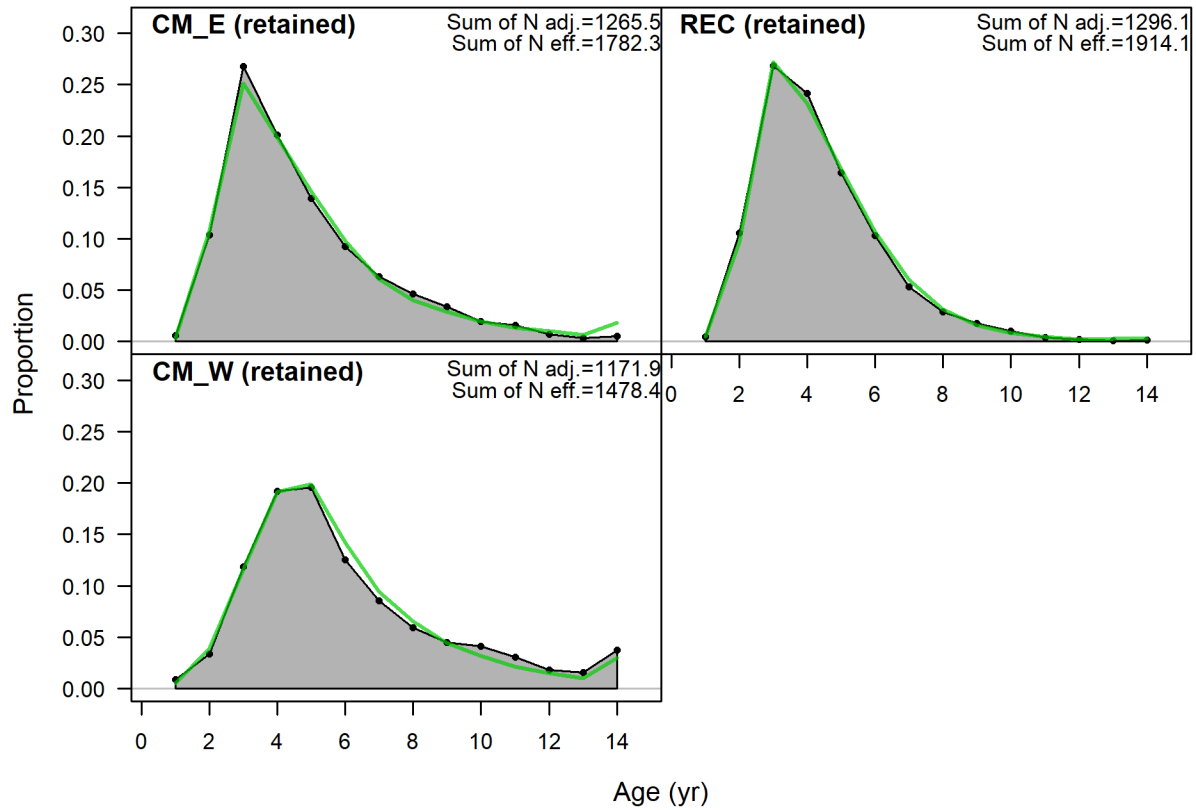 CM_E (retained)
Sum of N adj.=1265.5
Sum of N eff.=1782.3
REC (retained)
Sum of N adj.=1296.1
Sum of N eff.=1914.1
0.30
0.25
0.20
0.15
0.10
0.05
0.00
CM_W (retained)
Sum of N adj.=1171.9
Sum of N eff.=1478.4
0 2 4 6 8 10 12 14
0.30
0.25
0.20
0.15
0.10
0.05
0.00
0 2 4 6 8 10 12 14
Proportion
Age (yr)